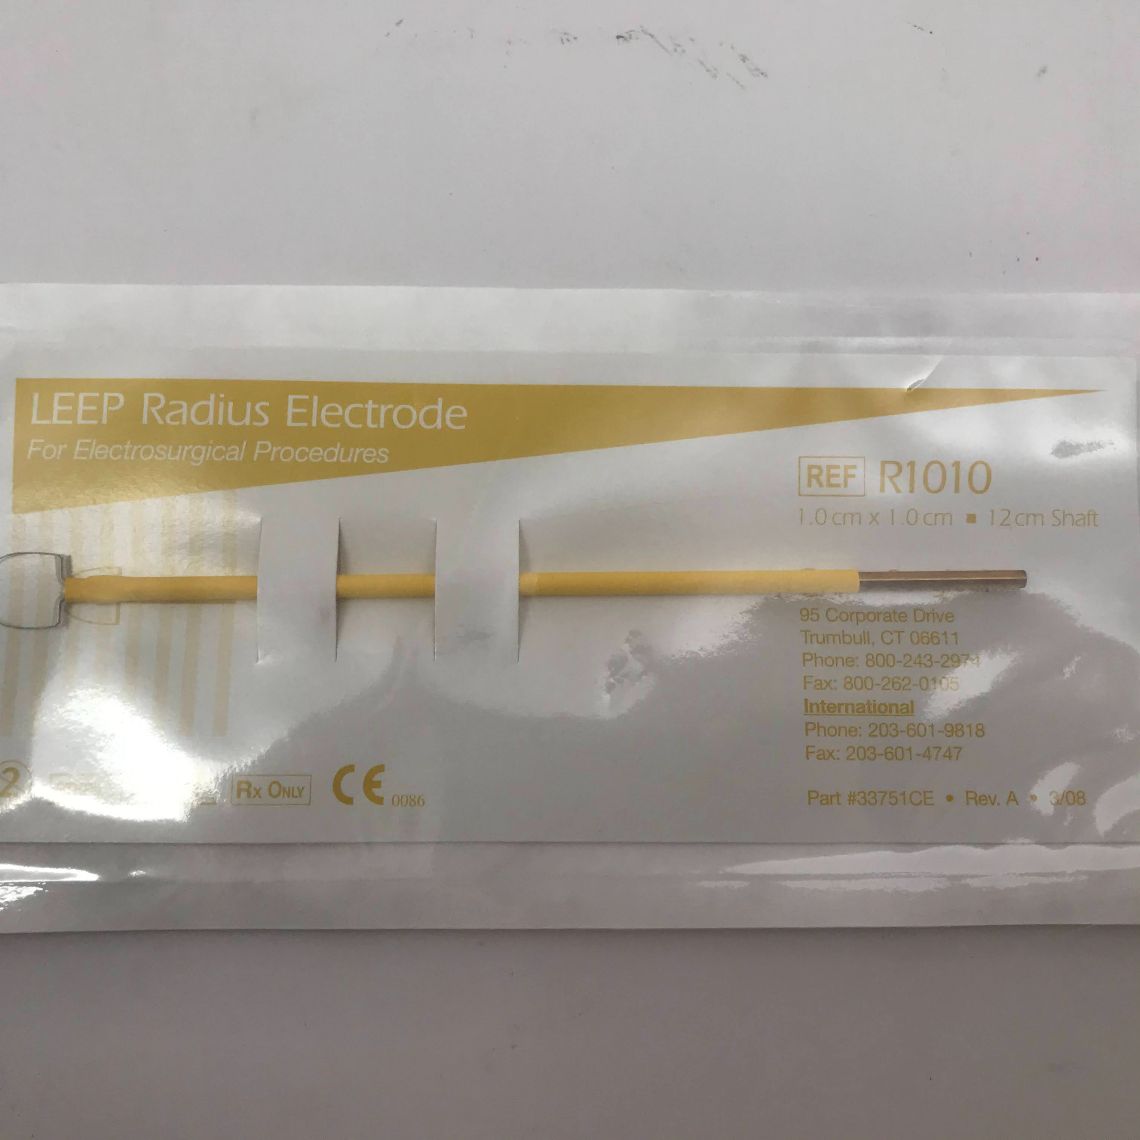 LEEP Radius Electrode
For Electrosurgical Procedures
REF R1010
1.0 cm x 1.0 cm ■ 12 cm Shaft
95 Corporate Drive
Trumbull, CT 06611
Phone: 800-243-2974
Fax: 800-262-0105
International
Phone: 203-601-9818
Fax: 203-601-4747
2
Rx ONLY
CE 0086
Part #33751CE • Rev. A • 3/08